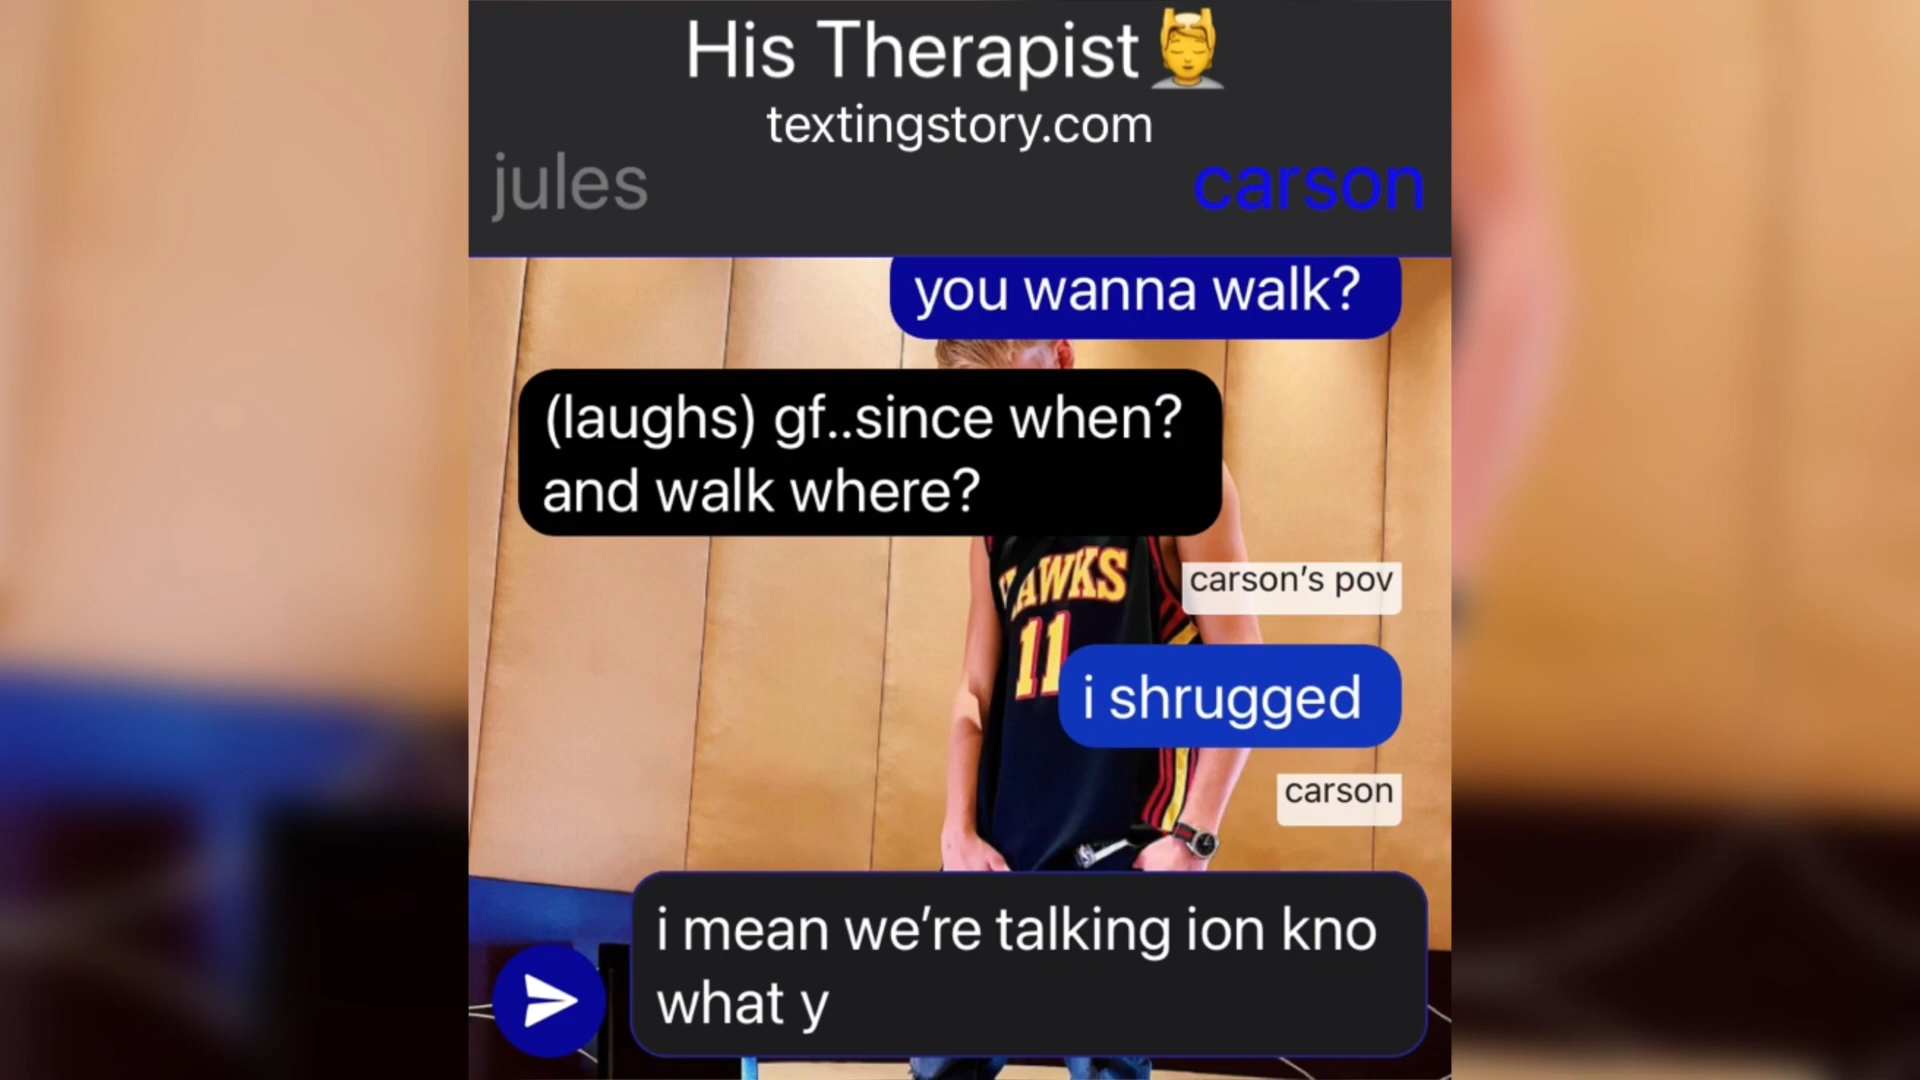 His Therapist💆
textingstory.com
jules
carson
you wanna walk?
(laughs) gf..since when?
and walk where?
HAWKS
11
carson's pov
i shrugged
carson
i mean we're talking ion kno
what y